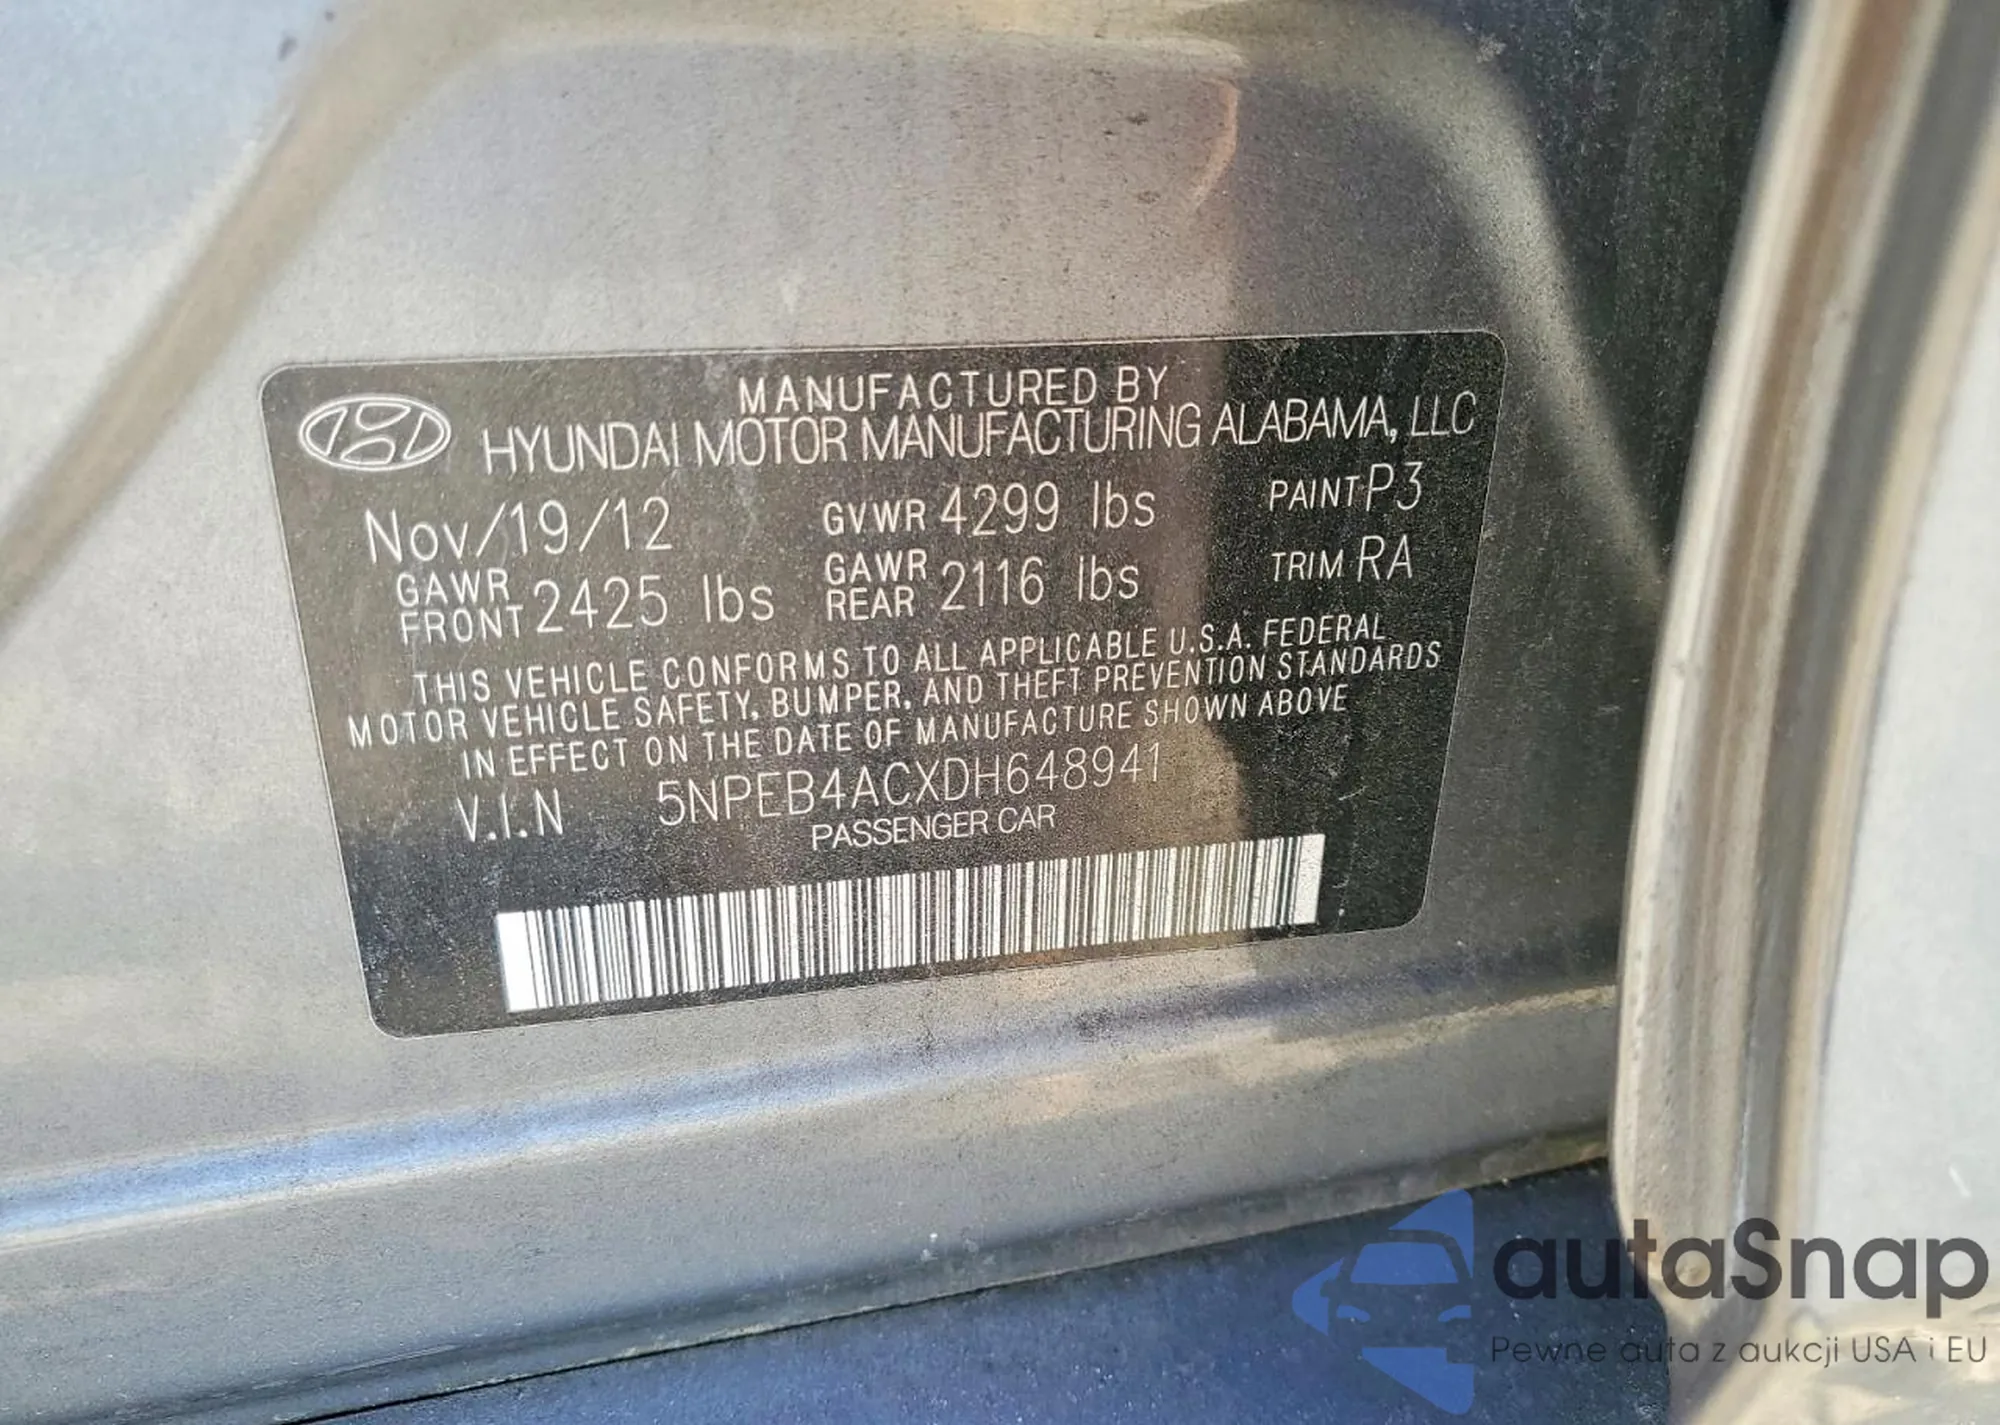 MANUFACTURED BY
HYUNDAI MOTOR MANUFACTURING ALABAMA, LLC
Nov/19/12 GVWR 4299 lbs PAINT P3
GAWR FRONT 2425 lbs GAWR REAR 2116 lbs TRIM RA
THIS VEHICLE CONFORMS TO ALL APPLICABLE U.S.A. FEDERAL
MOTOR VEHICLE SAFETY, BUMPER, AND THEFT PREVENTION STANDARDS
IN EFFECT ON THE DATE OF MANUFACTURE SHOWN ABOVE
V.I.N 5NPEB4ACXDH648941
PASSENGER CAR
autaSnap
Pewne auta z aukcji USA i EU